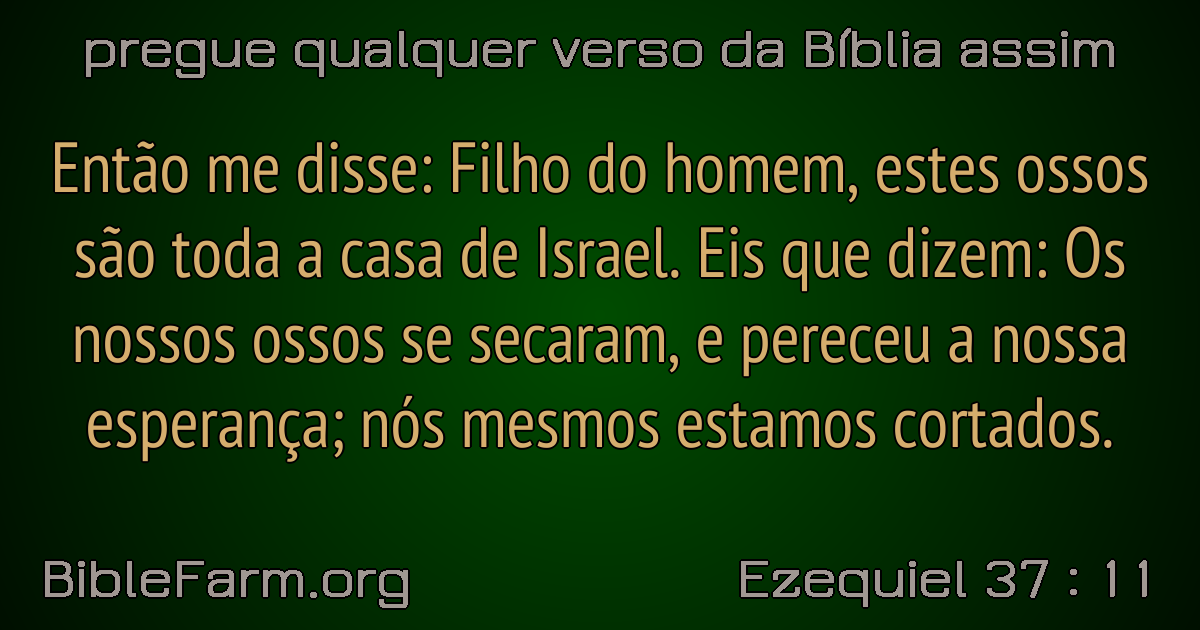 pregue qualquer verso da Bíblia assim
Então me disse: Filho do homem, estes ossos
são toda a casa de Israel. Eis que dizem: Os
nossos ossos se secaram, e pereceu a nossa
esperança; nós mesmos estamos cortados.
BibleFarm.org
Ezequiel 37 : 11